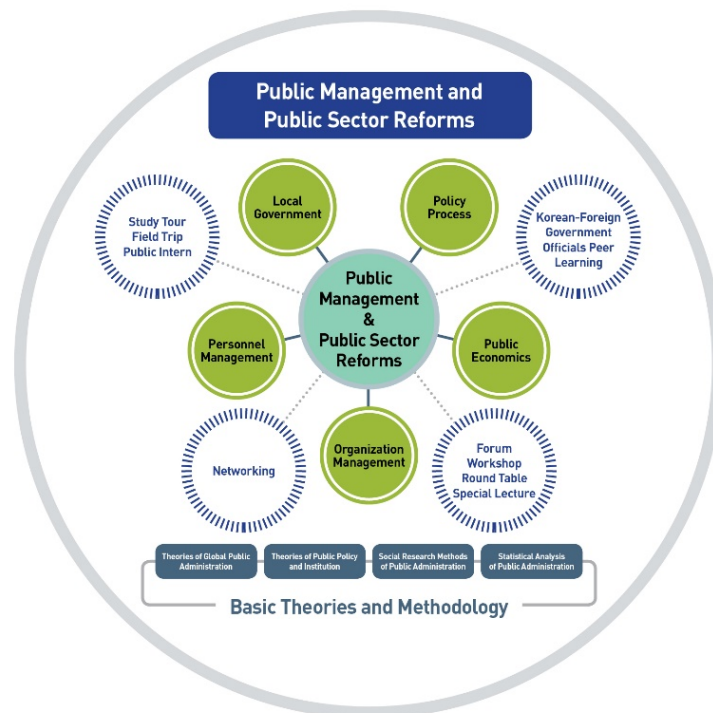 Public Management and
Public Sector Reforms
Local
Government
Policy
Process
Study Tour
Field Trip
Public Intern
Korean-Foreign
Government
Officials Peer
Learning
Public
Management
&
Public Sector
Reforms
Personnel
Management
Public
Economics
Organization
Management
Networking
Forum
Workshop
Round Table
Special Lecture
Theories of Global Public
Administration
Theories of Public Policy
and Institution
Social Research Methods
of Public Administration
Statistical Analysis
of Public Administration
Basic Theories and Methodology